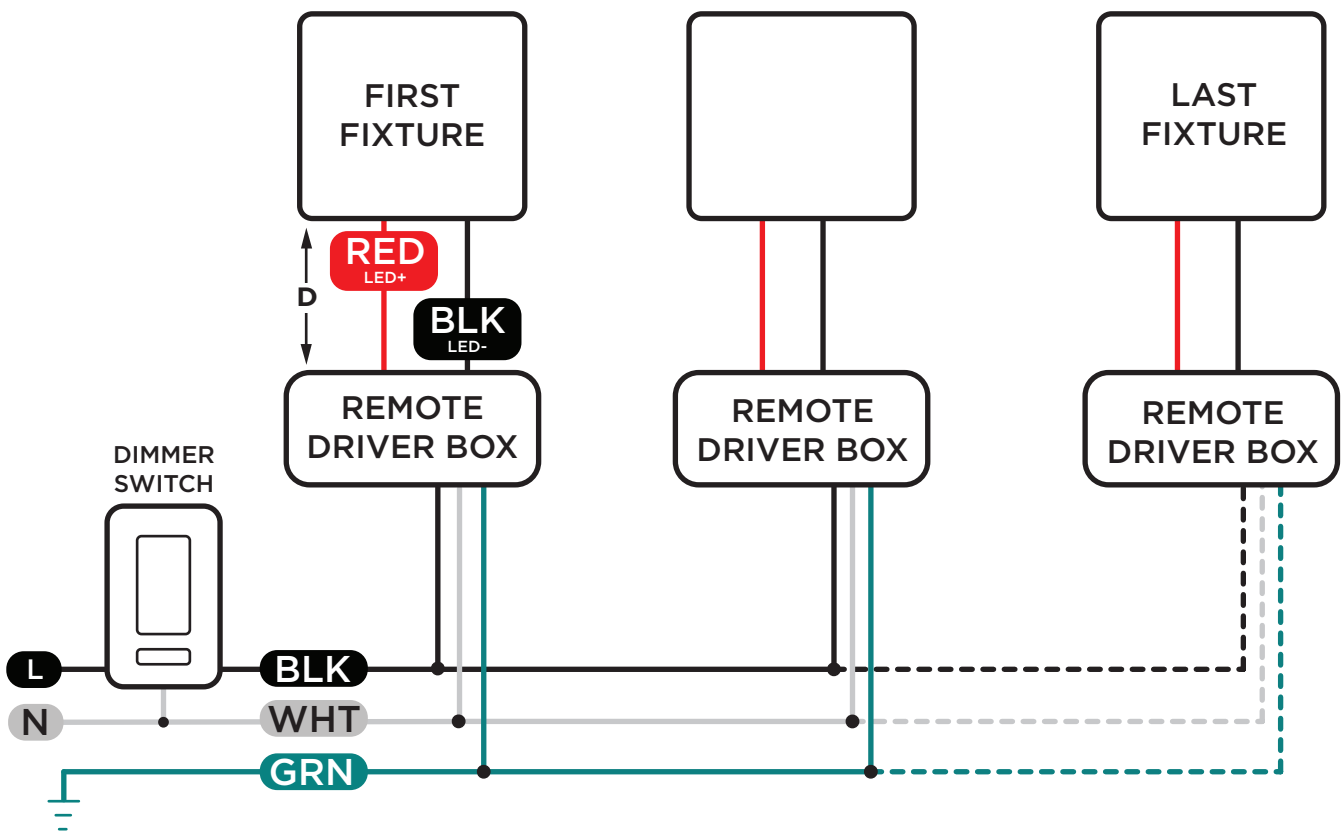 FIRST
FIXTURE
LAST
FIXTURE
RED
LED+
D
BLK
LED-
REMOTE
DRIVER BOX
REMOTE
DRIVER BOX
REMOTE
DRIVER BOX
DIMMER
SWITCH
L
BLK
N
WHT
GRN